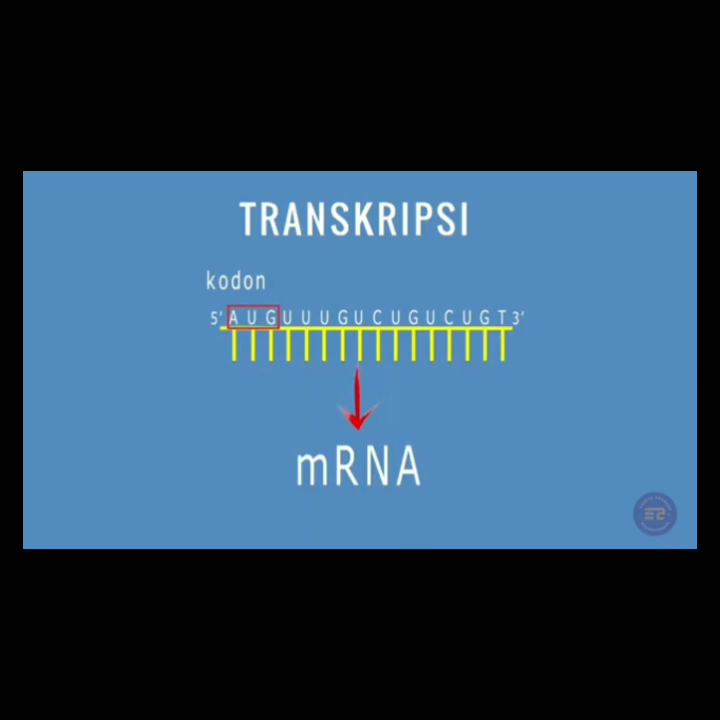 TRANSKRIPSI
kodon
5' A U G U U U G U C U G U C U G T 3'
mRNA